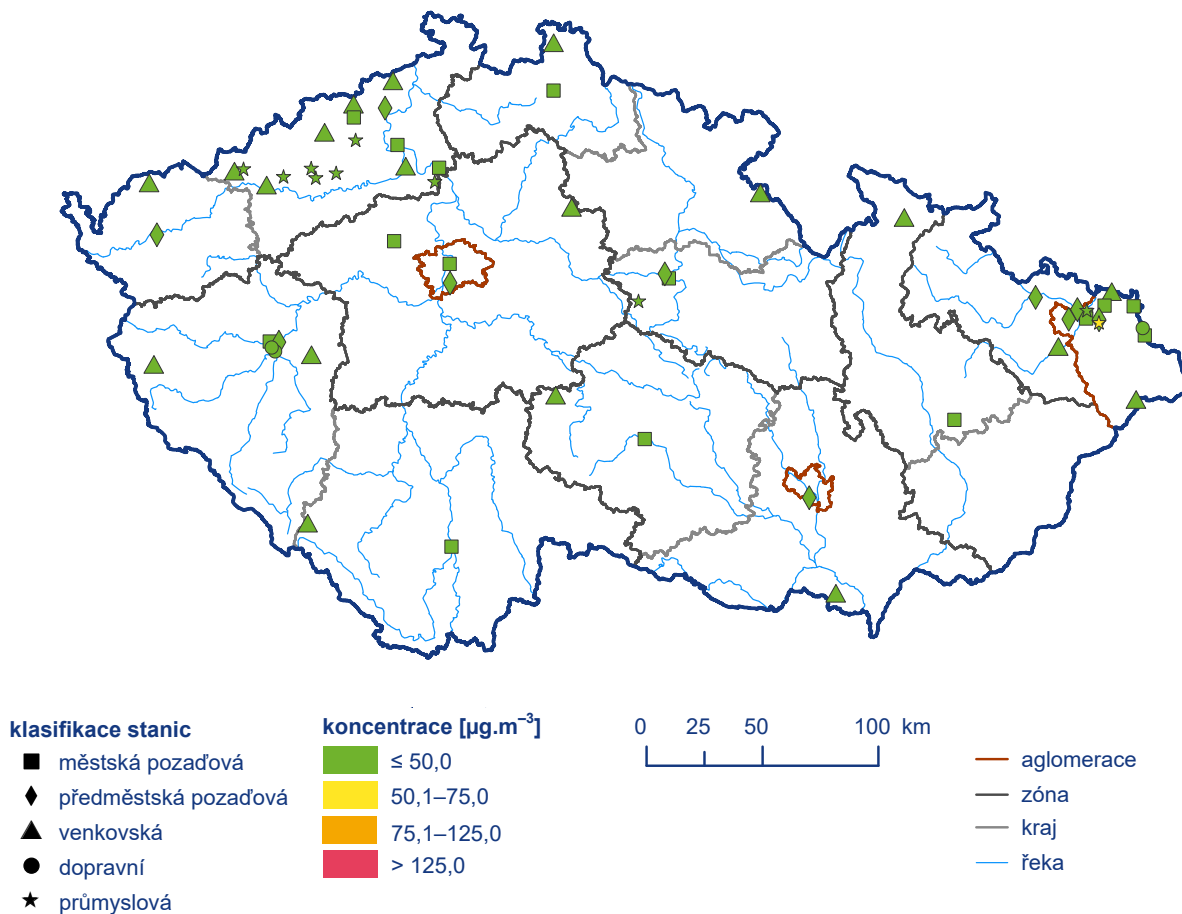 klasifikace stanic
městská pozaďová
předměstská pozaďová
venkovská
dopravní
průmyslová
koncentrace [µg.m⁻³]
≤ 50,0
50,1–75,0
75,1–125,0
> 125,0
0 25 50 100 km
aglomerace
zóna
kraj
řeka